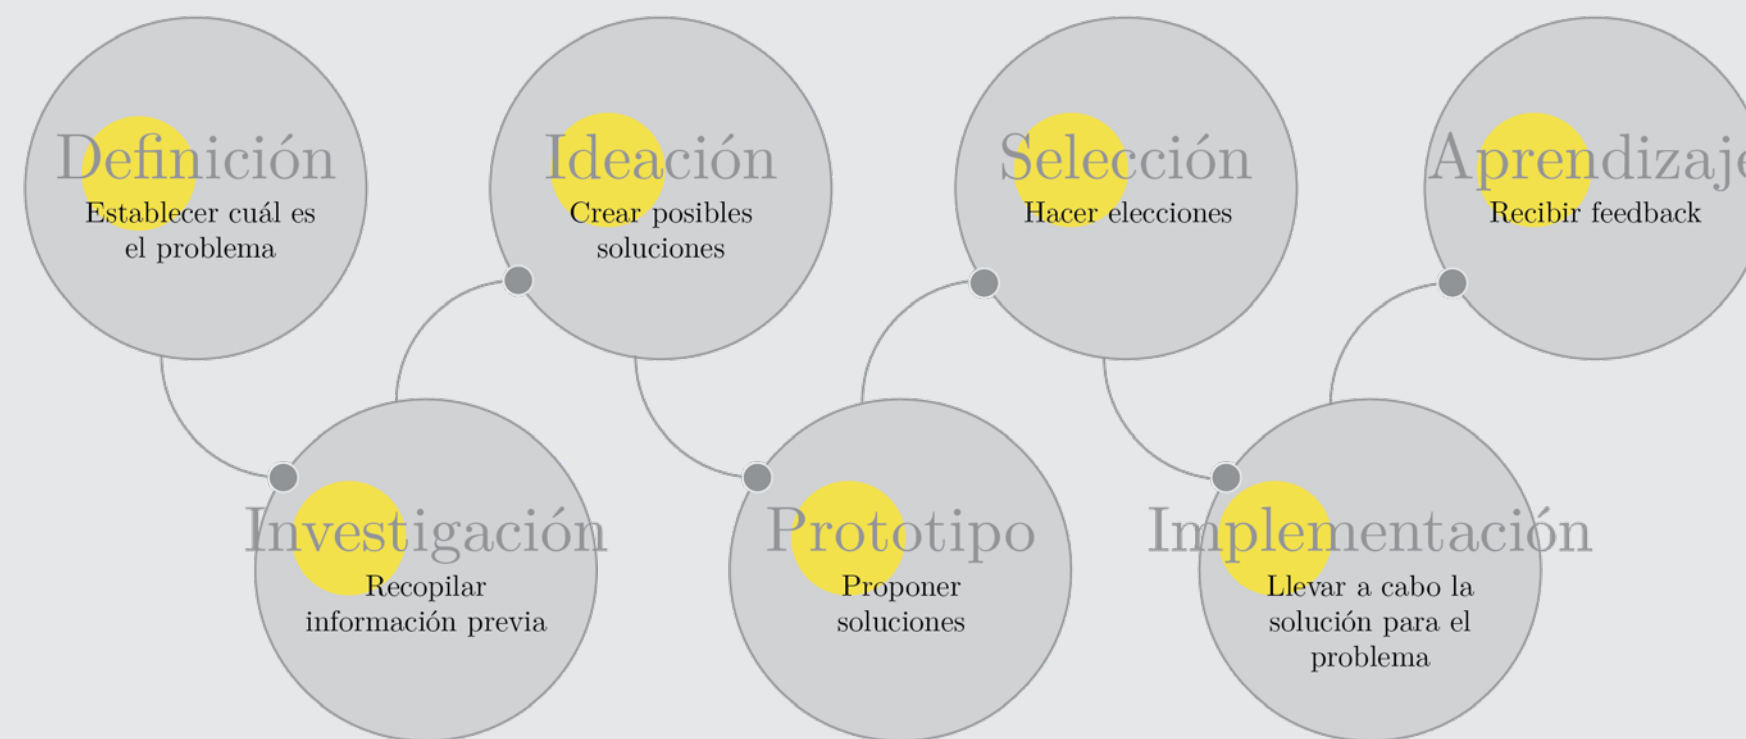 Definición
Establecer cuál es
el problema
Investigación
Recopilar
información previa
Ideación
Crear posibles
soluciones
Prototipo
Proponer
soluciones
Selección
Hacer elecciones
Implementación
Llevar a cabo la
solución para el
problema
Aprendizaje
Recibir feedback